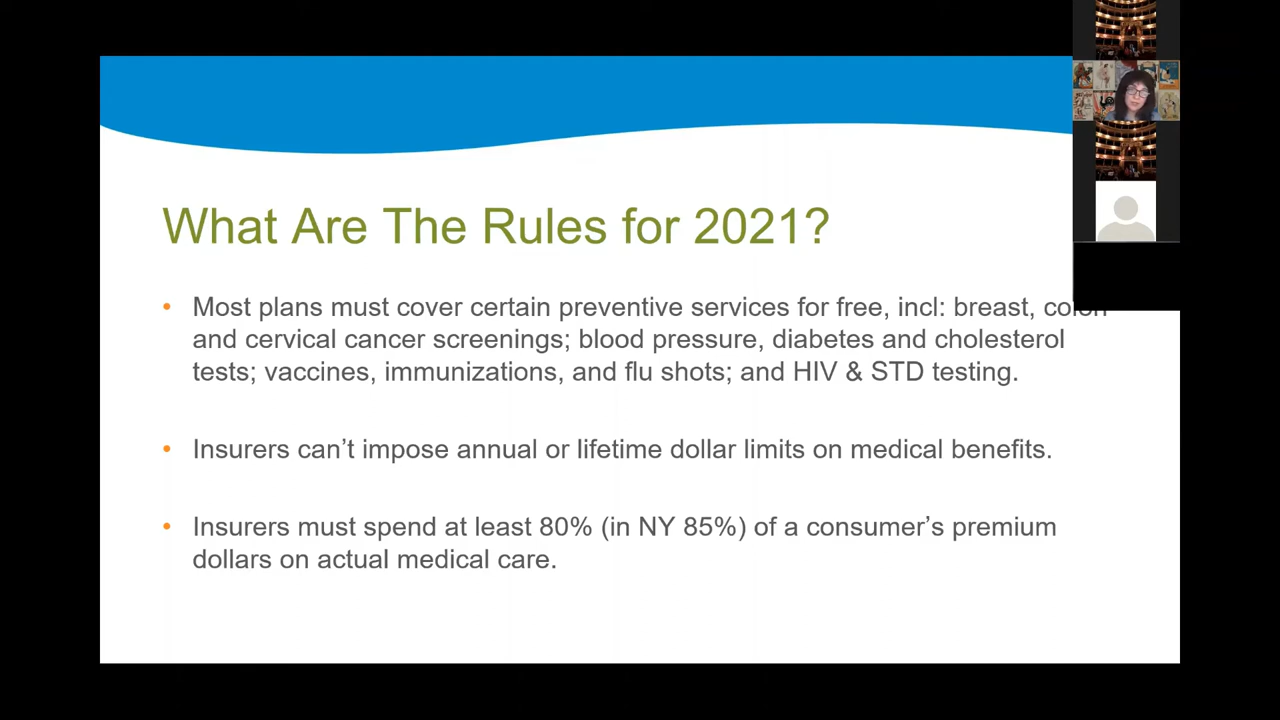 What Are The Rules for 2021?
• Most plans must cover certain preventive services for free, incl: breast, colon
and cervical cancer screenings; blood pressure, diabetes and cholesterol
tests; vaccines, immunizations, and flu shots; and HIV & STD testing.
• Insurers can’t impose annual or lifetime dollar limits on medical benefits.
• Insurers must spend at least 80% (in NY 85%) of a consumer’s premium
dollars on actual medical care.